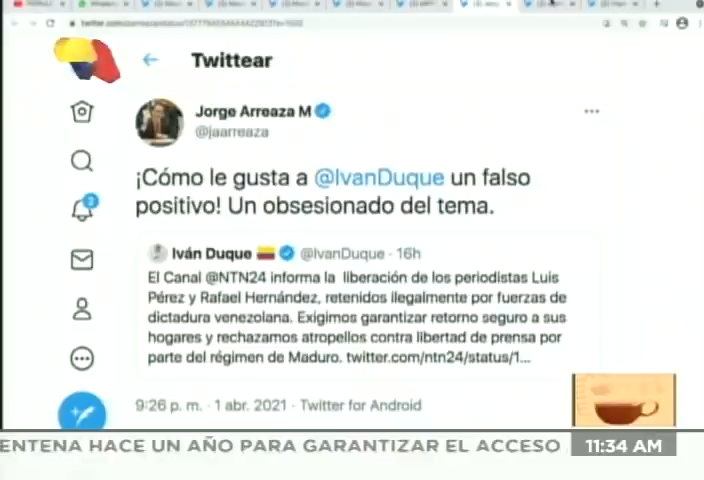 Twittear
Jorge Arreaza M
@jaarreaza
¡Cómo le gusta a @IvanDuque un falso
positivo! Un obsesionado del tema.
Iván Duque @IvanDuque · 16h
El Canal @NTN24 informa la liberación de los periodistas Luis
Pérez y Rafael Hernández, retenidos ilegalmente por fuerzas de
dictadura venezolana. Exigimos garantizar retorno seguro a sus
hogares y rechazamos atropellos contra libertad de prensa por
parte del régimen de Maduro. twitter.com/ntn24/status/1...
9:26 p. m. · 1 abr. 2021 · Twitter for Android
ENTENA HACE UN AÑO PARA GARANTIZAR EL ACCESO
11:34 AM